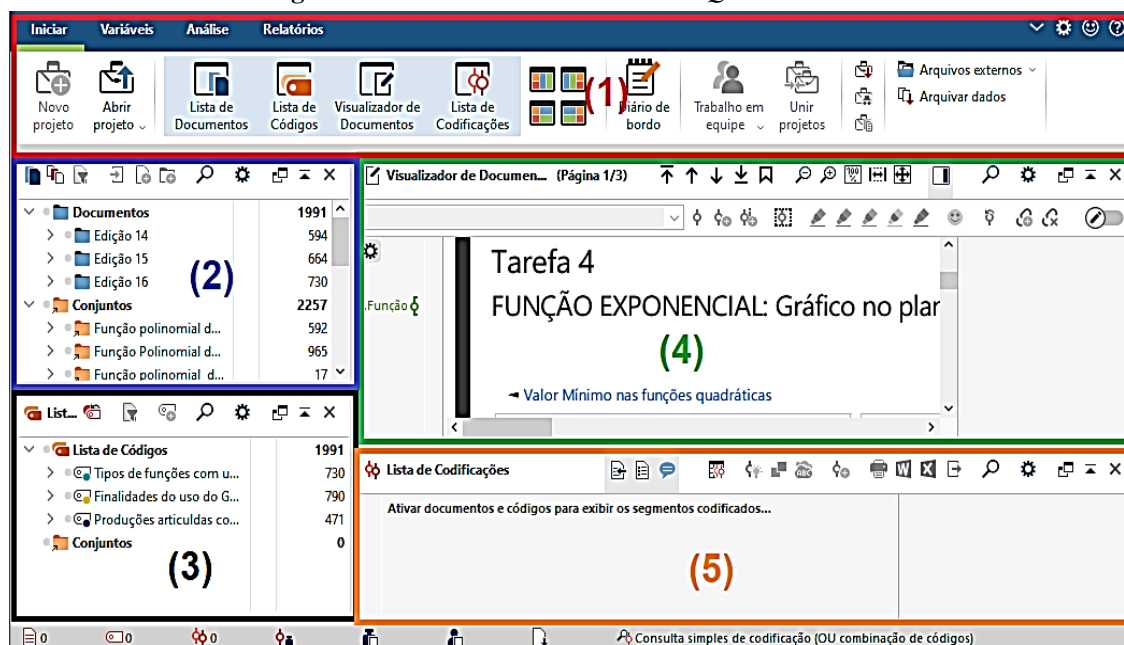 Iniciar Variáveis Análise Relatórios
Novo projeto
Abrir projeto
Lista de Documentos
Lista de Códigos
Visualizador de Documentos
Lista de Codificações
(1)
Diário de bordo
Trabalho em equipe
Unir projetos
Arquivos externos
Arquivar dados
Documentos 1991
Edição 14 594
Edição 15 664
Edição 16 730
(2)
Conjuntos 2257
Função polinomial d... 592
Função Polinomial d... 965
Função polinomial d... 17
Visualizador de Documen... (Página 1/3)
100%
.Função
Tarefa 4
FUNÇÃO EXPONENCIAL: Gráfico no plar
(4)
Valor Mínimo nas funções quadráticas
List...
Lista de Códigos 1991
Tipos de funções com u... 730
Finalidades do uso do G... 790
Produções articuldas co... 471
Conjuntos 0
(3)
Lista de Codificações
Ativar documentos e códigos para exibir os segmentos codificados...
(5)
0 0 0
Consulta simples de codificação (OU combinação de códigos)